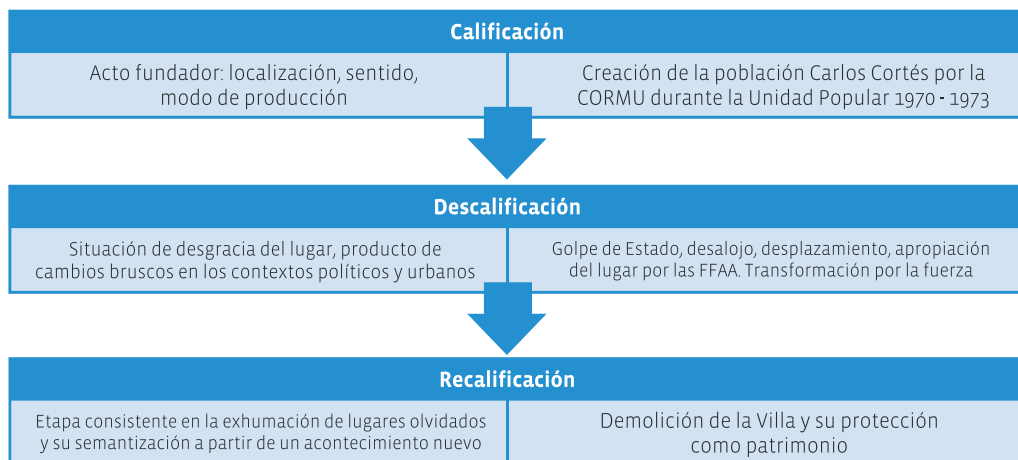 Calificación
Acto fundador: localización, sentido,
modo de producción
Creación de la población Carlos Cortés por la
CORMU durante la Unidad Popular 1970 - 1973
Descalificación
Situación de desgracia del lugar, producto de
cambios bruscos en los contextos políticos y urbanos
Golpe de Estado, desalojo, desplazamiento, apropiación
del lugar por las FFAA. Transformación por la fuerza
Recalificación
Etapa consistente en la exhumación de lugares olvidados
y su semantización a partir de un acontecimiento nuevo
Demolición de la Villa y su protección
como patrimonio